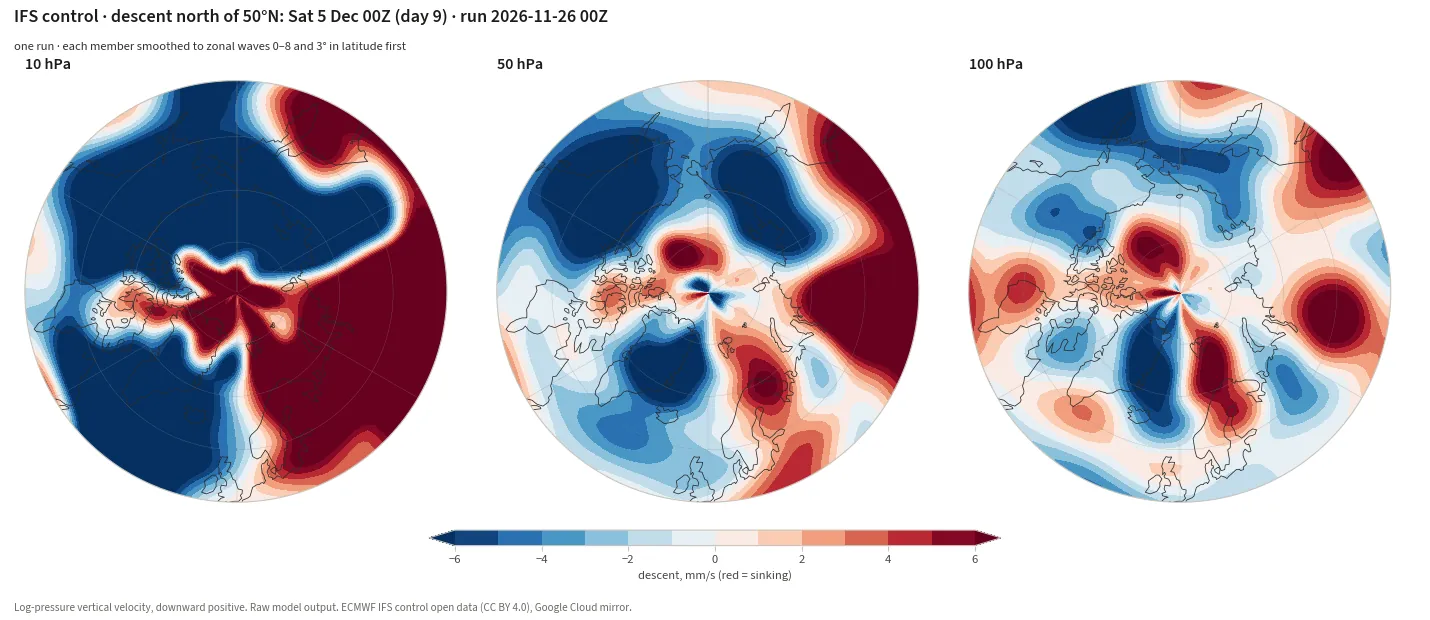 IFS control · descent north of 50°N: Sat 5 Dec 00Z (day 9) · run 2026-11-26 00Z
one run · each member smoothed to zonal waves 0–8 and 3° in latitude first
10 hPa
50 hPa
100 hPa
−6
−4
−2
0
2
4
6
descent, mm/s (red = sinking)
Log-pressure vertical velocity, downward positive. Raw model output. ECMWF IFS control open data (CC BY 4.0), Google Cloud mirror.